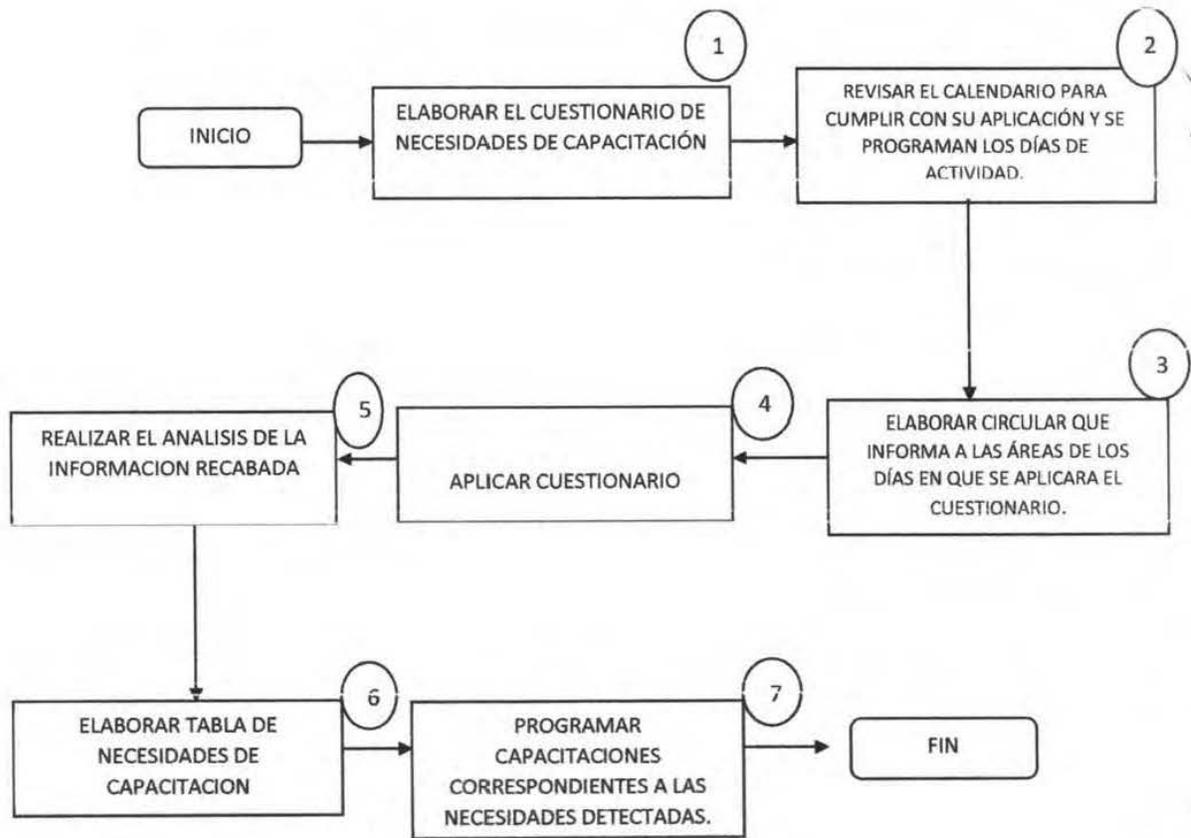 INICIO
1
ELABORAR EL CUESTIONARIO DE
NECESIDADES DE CAPACITACIÓN
2
REVISAR EL CALENDARIO PARA
CUMPLIR CON SU APLICACIÓN Y SE
PROGRAMAN LOS DÍAS DE
ACTIVIDAD.
3
ELABORAR CIRCULAR QUE
INFORMA A LAS ÁREAS DE LOS
DÍAS EN QUE SE APLICARA EL
CUESTIONARIO.
4
APLICAR CUESTIONARIO
5
REALIZAR EL ANALISIS DE LA
INFORMACION RECABADA
6
ELABORAR TABLA DE
NECESIDADES DE
CAPACITACION
7
PROGRAMAR
CAPACITACIONES
CORRESPONDIENTES A LAS
NECESIDADES DETECTADAS.
FIN